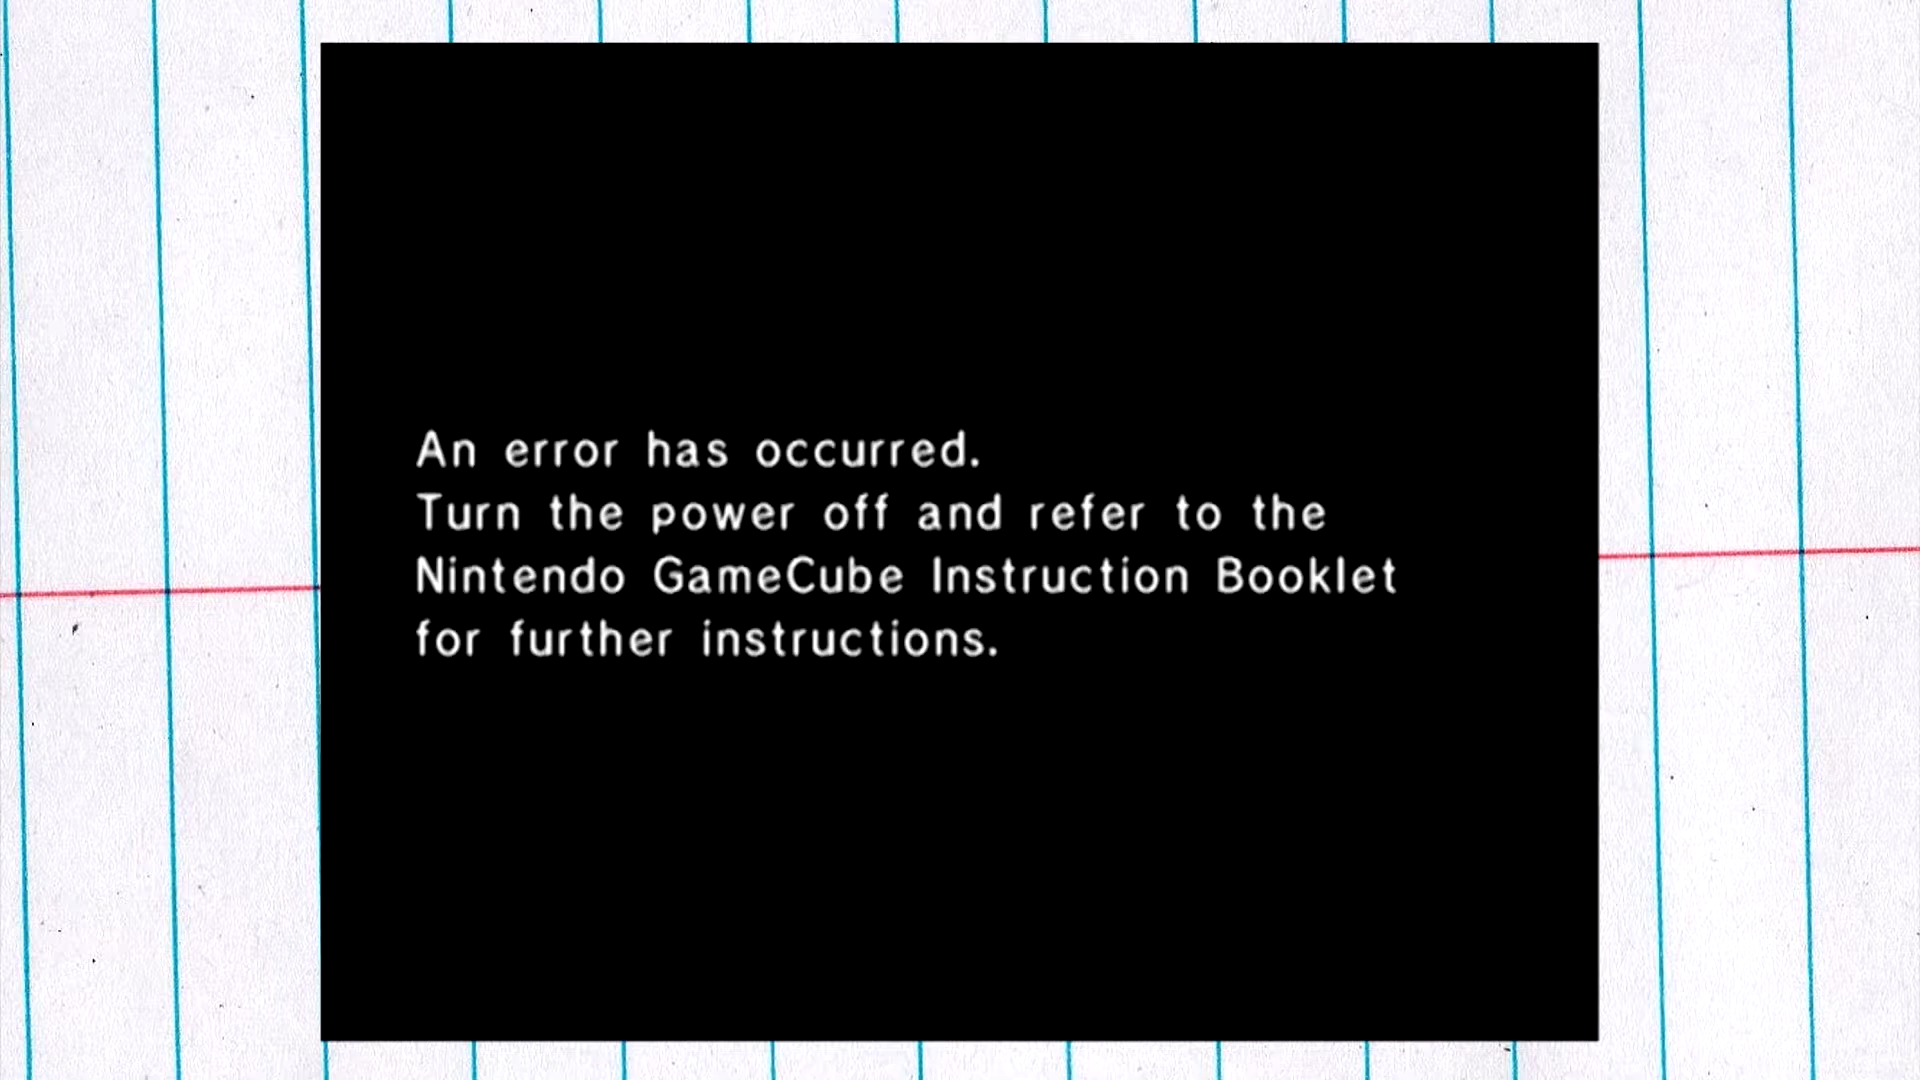 An error has occurred.
Turn the power off and refer to the
Nintendo GameCube Instruction Booklet
for further instructions.